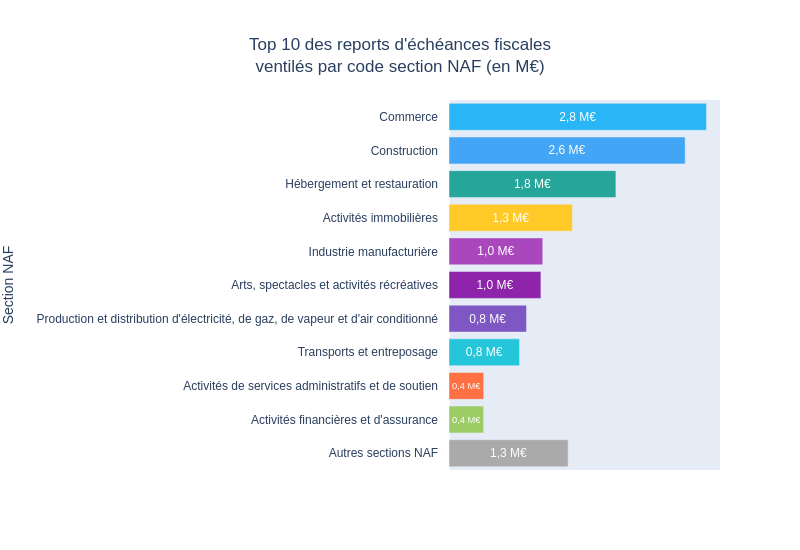 Top 10 des reports d'échéances fiscales
ventilés par code section NAF (en M€)
Section NAF
Commerce 2,8 M€
Construction 2,6 M€
Hébergement et restauration 1,8 M€
Activités immobilières 1,3 M€
Industrie manufacturière 1,0 M€
Arts, spectacles et activités récréatives 1,0 M€
Production et distribution d'électricité, de gaz, de vapeur et d'air conditionné 0,8 M€
Transports et entreposage 0,8 M€
Activités de services administratifs et de soutien 0,4 M€
Activités financières et d'assurance 0,4 M€
Autres sections NAF 1,3 M€